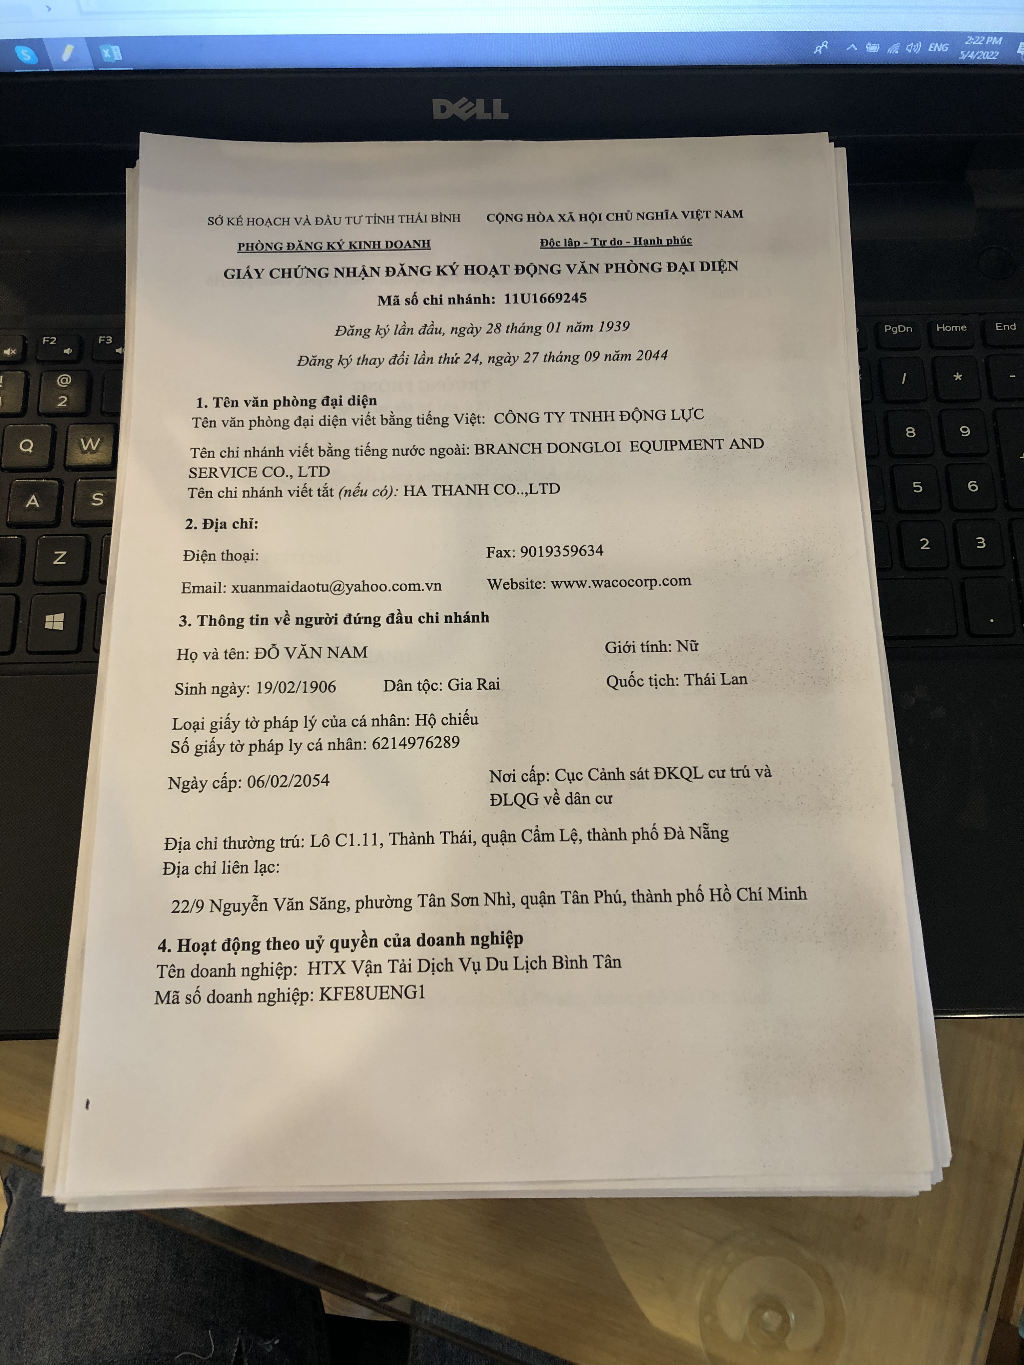 2:22 PM
ENG
5/4/2022
DELL
SỞ KẾ HOẠCH VÀ ĐẦU TƯ TỈNH THÁI BÌNH CỘNG HÒA XÃ HỘI CHỦ NGHĨA VIỆT NAM
PHÒNG ĐĂNG KÝ KINH DOANH Độc lập - Tự do - Hạnh phúc
GIẤY CHỨNG NHẬN ĐĂNG KÝ HOẠT ĐỘNG VĂN PHÒNG ĐẠI DIỆN
Mã số chi nhánh: 11U1669245
Đăng ký lần đầu, ngày 28 tháng 01 năm 1939
Đăng ký thay đổi lần thứ 24, ngày 27 tháng 09 năm 2044
1. Tên văn phòng đại diện
Tên văn phòng đại diện viết bằng tiếng Việt: CÔNG TY TNHH ĐỘNG LỰC
Tên chi nhánh viết bằng tiếng nước ngoài: BRANCH DONGLOI EQUIPMENT AND
SERVICE CO., LTD
Tên chi nhánh viết tắt (nếu có): HA THANH CO..,LTD
2. Địa chỉ:
Điện thoại: Fax: 9019359634
Email: xuanmaidaotu@yahoo.com.vn Website: www.wacocorp.com
3. Thông tin về người đứng đầu chi nhánh
Họ và tên: ĐỖ VĂN NAM Giới tính: Nữ
Sinh ngày: 19/02/1906 Dân tộc: Gia Rai Quốc tịch: Thái Lan
Loại giấy tờ pháp lý của cá nhân: Hộ chiếu
Số giấy tờ pháp ly cá nhân: 6214976289
Ngày cấp: 06/02/2054 Nơi cấp: Cục Cảnh sát ĐKQL cư trú và
ĐLQG về dân cư
Địa chỉ thường trú: Lô C1.11, Thành Thái, quận Cẩm Lệ, thành phố Đà Nẵng
Địa chỉ liên lạc:
22/9 Nguyễn Văn Săng, phường Tân Sơn Nhì, quận Tân Phú, thành phố Hồ Chí Minh
4. Hoạt động theo uỷ quyền của doanh nghiệp
Tên doanh nghiệp: HTX Vận Tải Dịch Vụ Du Lịch Bình Tân
Mã số doanh nghiệp: KFE8UENG1
F2 F3
@
2
Q W
A S
Z
PgDn Home End
/ * -
8 9
5 6
2 3
.